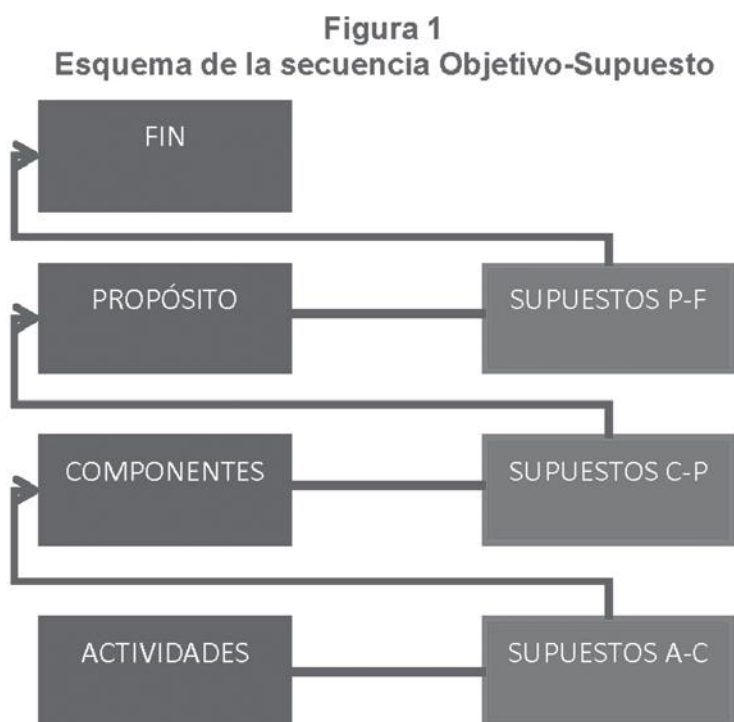 Figura 1
Esquema de la secuencia Objetivo-Supuesto
FIN
PROPÓSITO
SUPUESTOS P-F
COMPONENTES
SUPUESTOS C-P
ACTIVIDADES
SUPUESTOS A-C